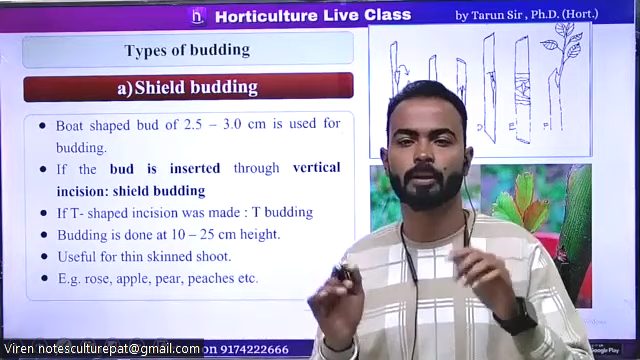 Horticulture Live Class
by Tarun Sir , Ph.D. (Hort.)
Types of budding
a) Shield budding
Boat shaped bud of 2.5 – 3.0 cm is used for
budding.
If the bud is inserted through vertical
incision: shield budding
If T- shaped incision was made : T budding
Budding is done at 10 – 25 cm height.
Useful for thin skinned shoot.
E.g. rose, apple, pear, peaches etc.
D
E
F
Viren notesculturepat@gmail.com
on 9174222666
Google Play